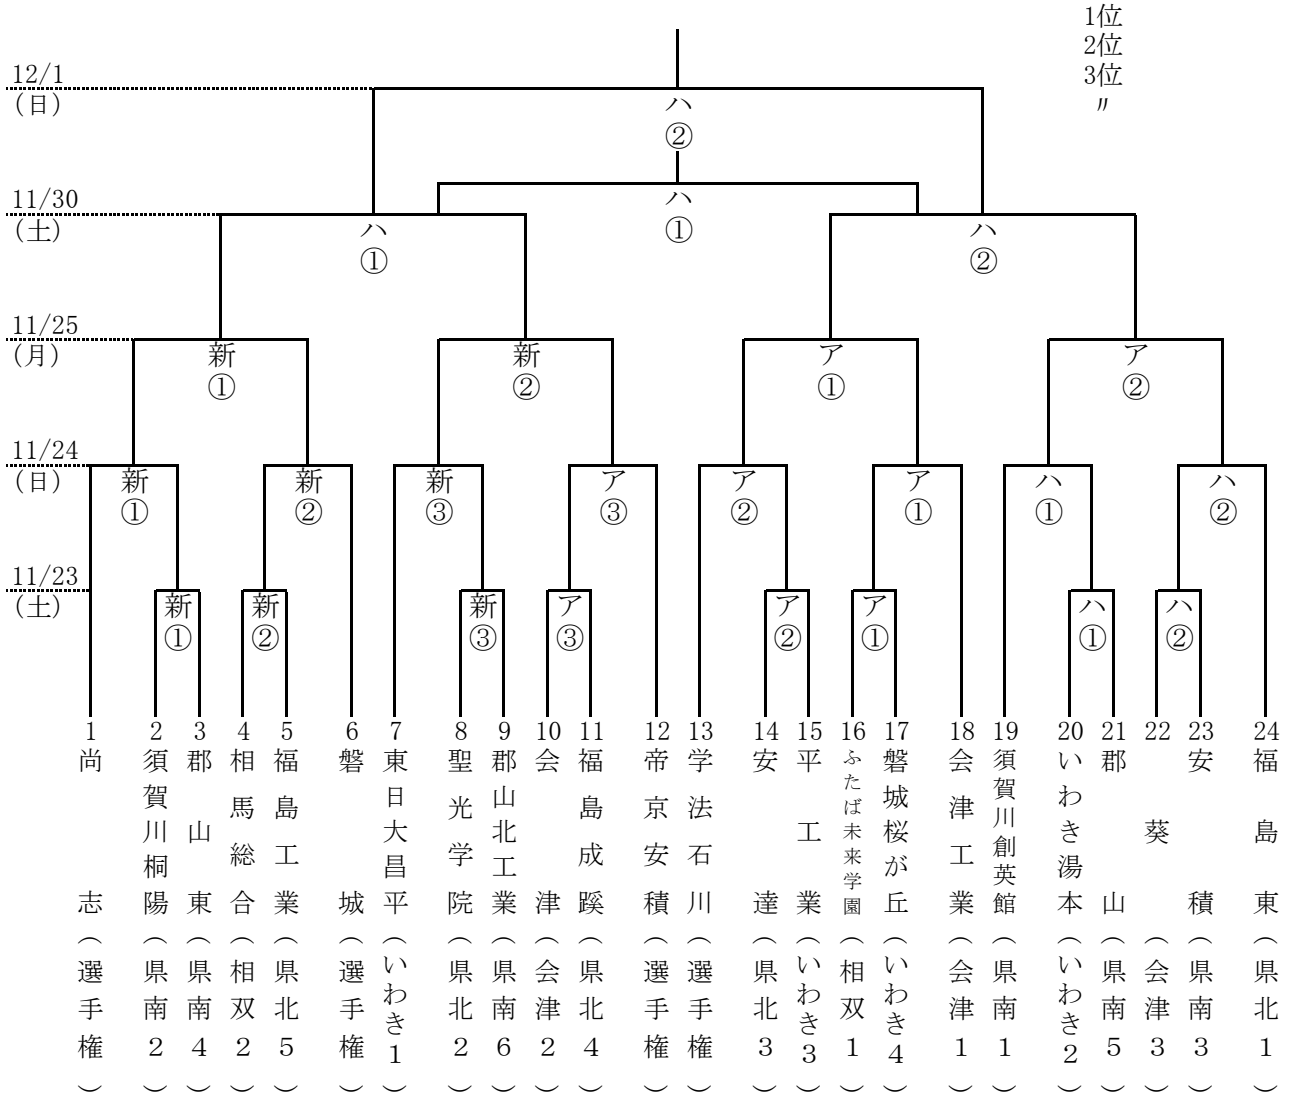 1位
2位
3位
〃
12/1
(日)
ハ
②
ハ
①
11/30
(土)
ハ
①
ハ
②
11/25
(月)
新
①
新
②
ア
①
ア
②
11/24
(日)
新
①
新
②
新
③
ア
③
ア
②
ア
①
ハ
①
ハ
②
11/23
(土)
新
①
新
②
新
③
ア
③
ア
②
ア
①
ハ
①
ハ
②
1 尚志(選手権)
2 須賀川桐陽(県南2)
3 郡山東(県南4)
4 相馬総合(相双2)
5 福島工業(県北5)
6 磐城(選手権)
7 東日大昌平(いわき1)
8 聖光学院(県北2)
9 郡山北工業(県南6)
10 会津(会津2)
11 福島成蹊(県北4)
12 帝京安積(選手権)
13 学法石川(選手権)
14 安達(県北3)
15 平工業(いわき3)
16 ふたば未来学園(相双1)
17 磐城桜が丘(いわき4)
18 会津工業(会津1)
19 須賀川創英館(県南1)
20 いわき湯本(いわき2)
21 郡山(県南5)
22 葵(会津3)
23 安積(県南3)
24 福島東(県北1)